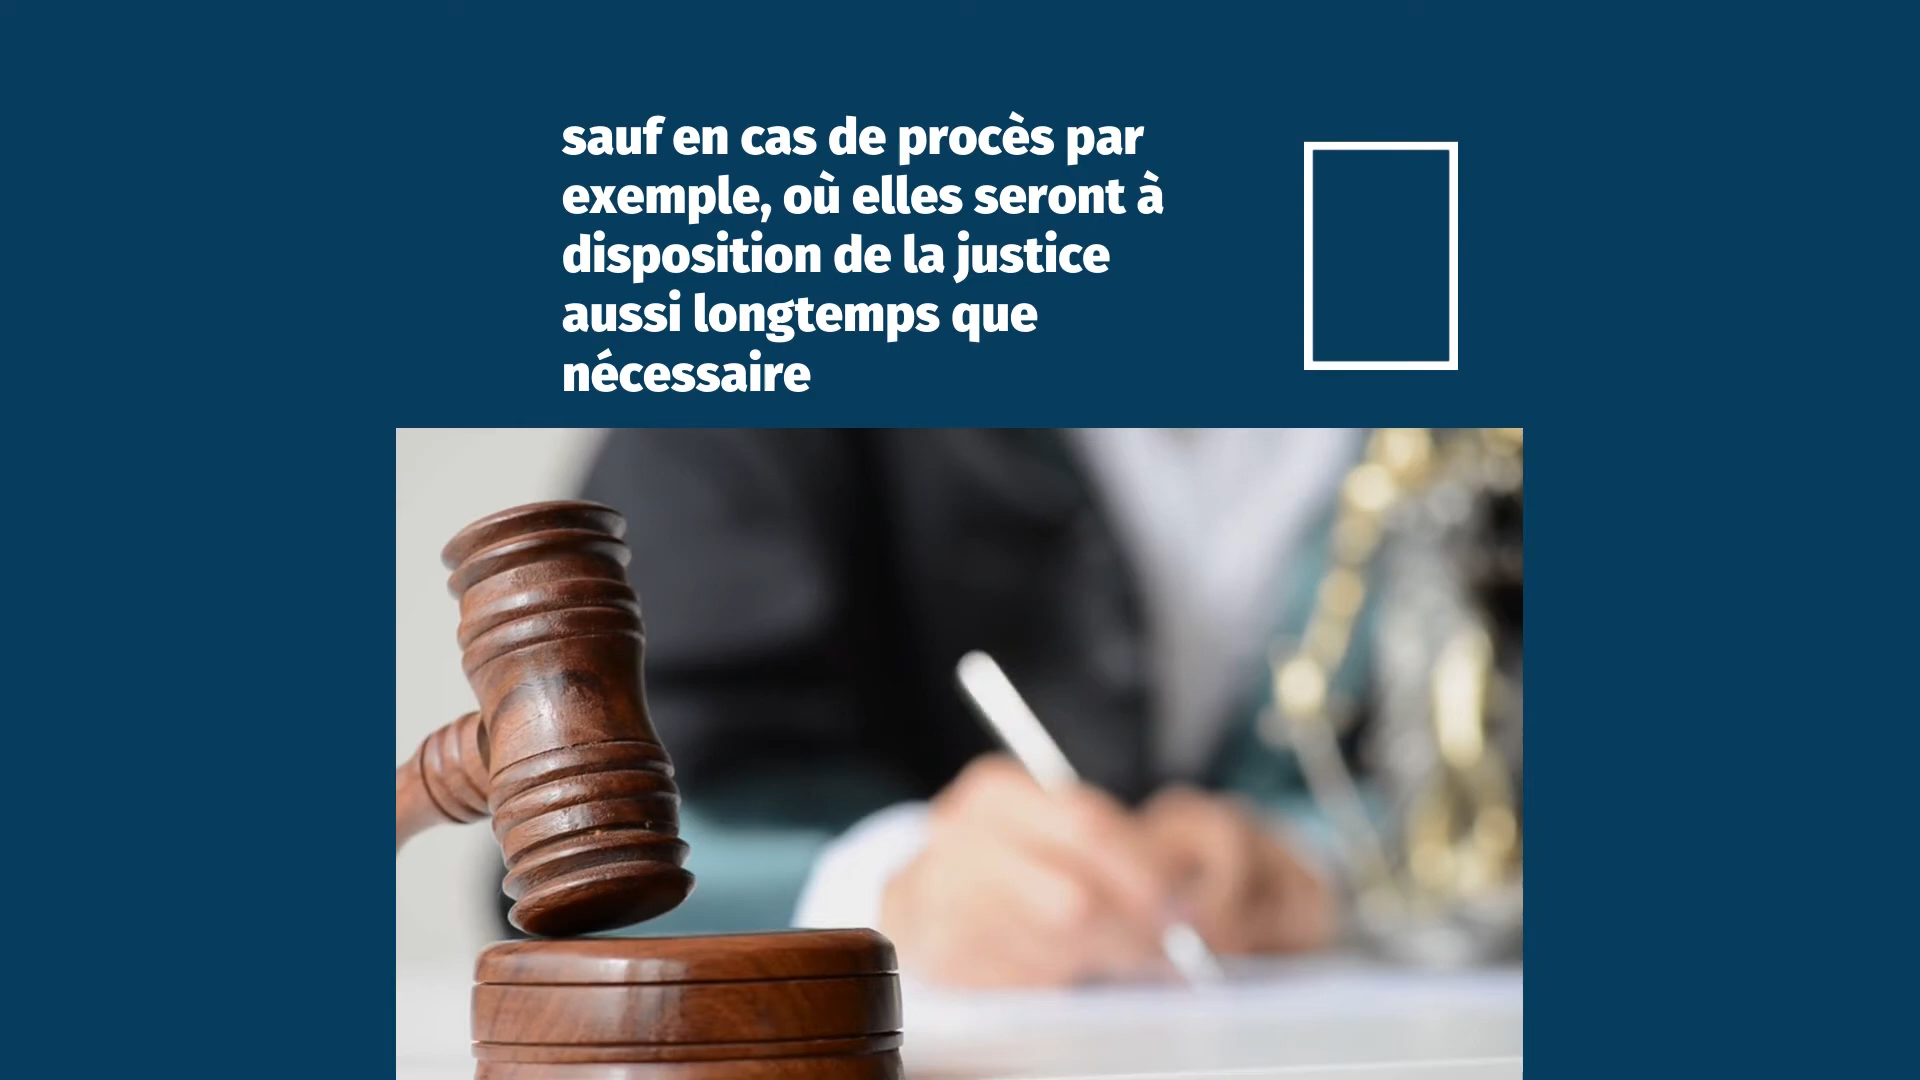 sauf en cas de procès par
exemple, où elles seront à
disposition de la justice
aussi longtemps que
nécessaire